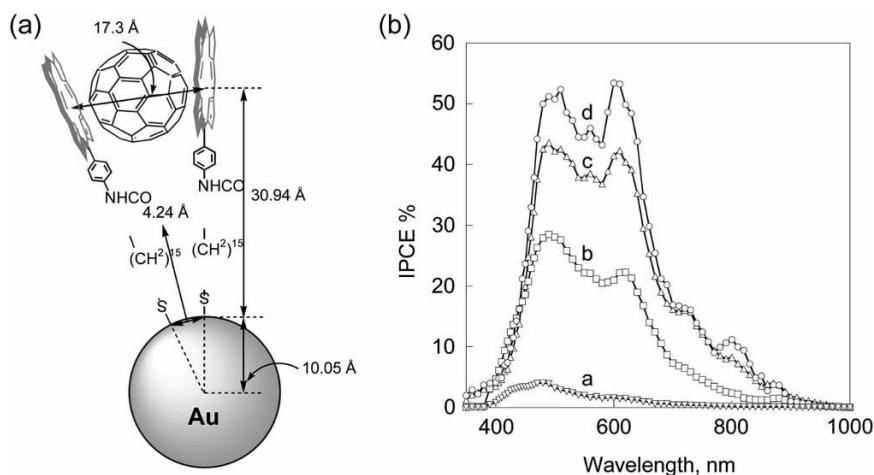 (a)
17.3 Å
NHCO
NHCO
30.94 Å
4.24 Å
(CH²)¹⁵
(CH²)¹⁵
S
S
10.05 Å
Au
(b)
IPCE %
60
50
40
30
20
10
0
d
c
b
a
400
600
800
1000
Wavelength, nm